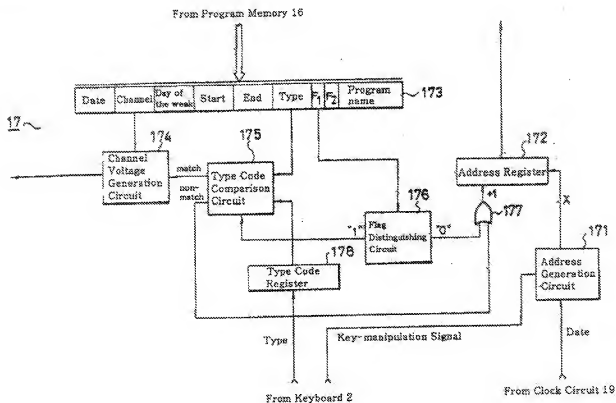 From Program Memory 16
Date Channel Day of the week Start End Type F1 F2 Program name 173
17
174
Channel Voltage Generation Circuit
match
non-match
175
Type Code Comparison Circuit
"1"
176
Flag Distinguishing Circuit
"0"
172
Address Register
+1
177
X
171
Address Generation Circuit
178
Type Code Register
Type
Key-manipulation Signal
Date
From Keyboard 2
From Clock Circuit 19